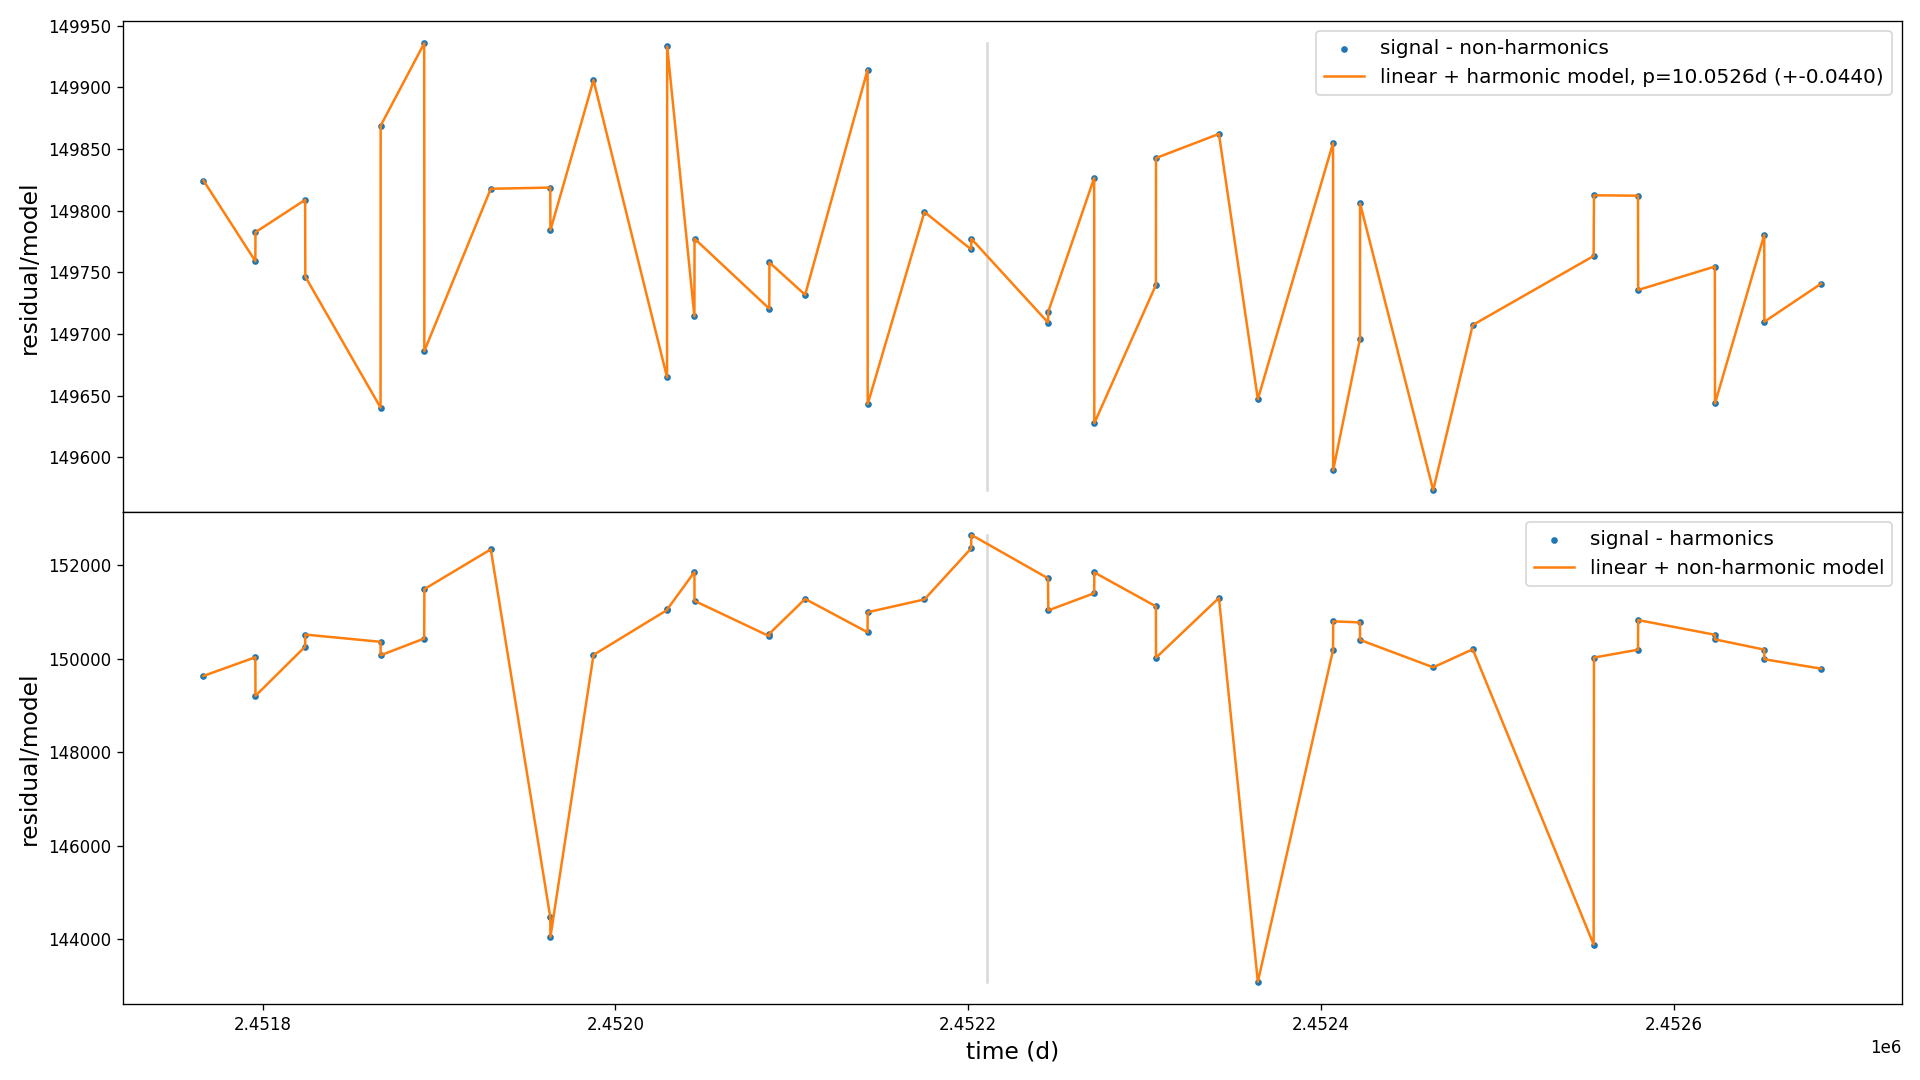 149950
149900
149850
149800
149750
149700
149650
149600
residual/model
signal - non-harmonics
linear + harmonic model, p=10.0526d (+-0.0440)
152000
150000
148000
146000
144000
residual/model
signal - harmonics
linear + non-harmonic model
2.4518
2.4520
2.4522
2.4524
2.4526
1e6
time (d)